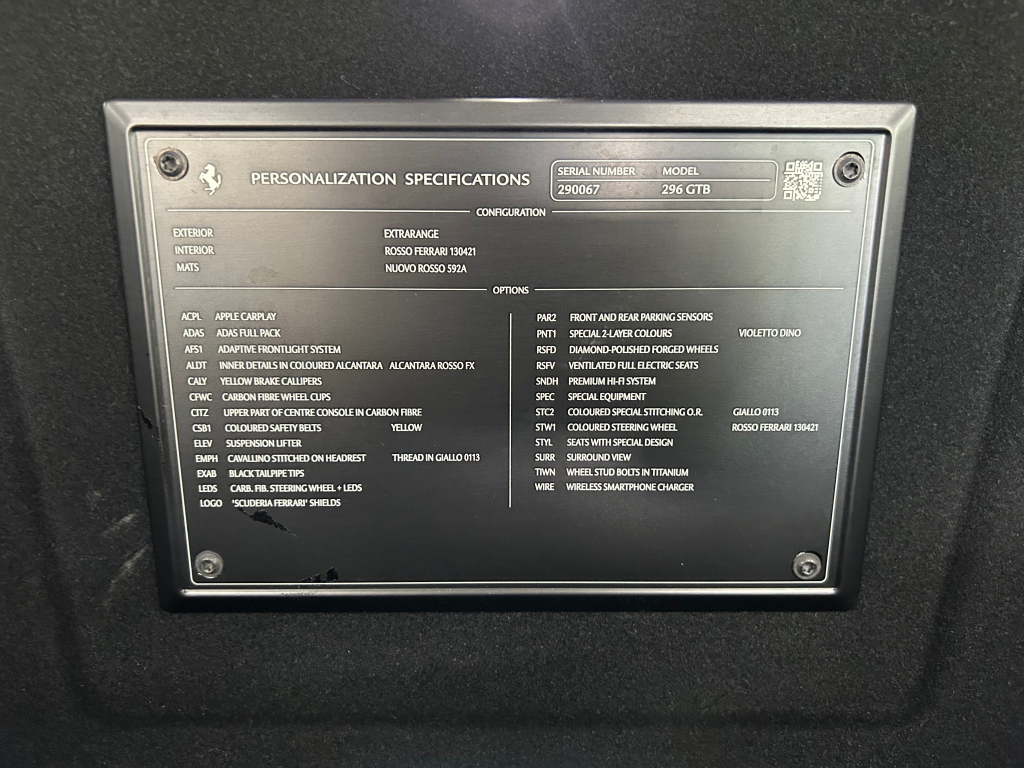 PERSONALIZATION SPECIFICATIONS
SERIAL NUMBER MODEL
290067 296 GTB
CONFIGURATION
EXTERIOR EXTRARANGE
INTERIOR ROSSO FERRARI 130421
MATS NUOVO ROSSO 592A
OPTIONS
ACPL APPLE CARPLAY
ADAS ADAS FULL PACK
AFS1 ADAPTIVE FRONTLIGHT SYSTEM
ALDT INNER DETAILS IN COLOURED ALCANTARA ALCANTARA ROSSO FX
CALY YELLOW BRAKE CALLIPERS
CFWC CARBON FIBRE WHEEL CUPS
CITZ UPPER PART OF CENTRE CONSOLE IN CARBON FIBRE
CSB1 COLOURED SAFETY BELTS YELLOW
ELEV SUSPENSION LIFTER
EMPH CAVALLINO STITCHED ON HEADREST THREAD IN GIALLO 0113
EXAB BLACK TAILPIPE TIPS
LEDS CARB. FIB. STEERING WHEEL + LEDS
LOGO 'SCUDERIA FERRARI' SHIELDS
PAR2 FRONT AND REAR PARKING SENSORS
PNT1 SPECIAL 2-LAYER COLOURS VIOLETTO DINO
RSFD DIAMOND-POLISHED FORGED WHEELS
RSFV VENTILATED FULL ELECTRIC SEATS
SNDH PREMIUM HI-FI SYSTEM
SPEC SPECIAL EQUIPMENT
STC2 COLOURED SPECIAL STITCHING O.R. GIALLO 0113
STW1 COLOURED STEERING WHEEL ROSSO FERRARI 130421
STYL SEATS WITH SPECIAL DESIGN
SURR SURROUND VIEW
TIWN WHEEL STUD BOLTS IN TITANIUM
WIRE WIRELESS SMARTPHONE CHARGER